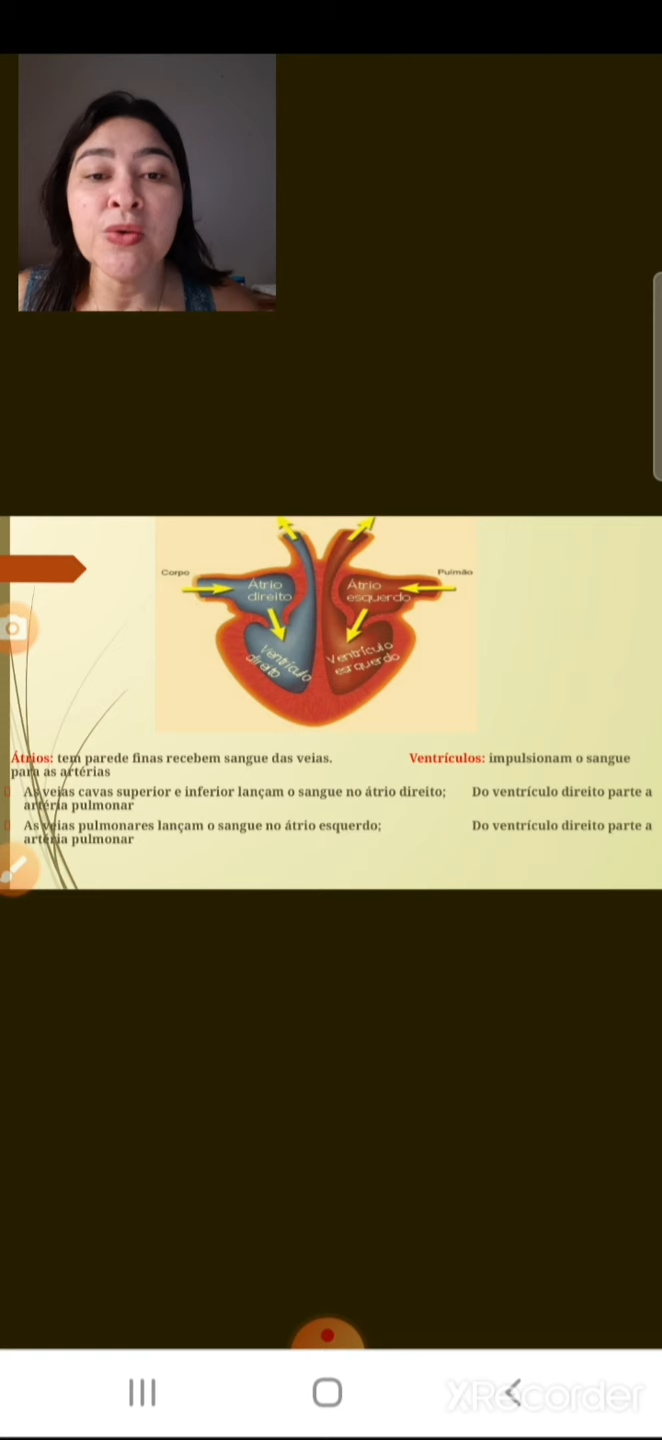 Corpo
Pulmão
Átrio
direito
Átrio
esquerdo
Ventrículo
direito
Ventrículo
esquerdo
Átrios: tem parede finas recebem sangue das veias. Ventrículos: impulsionam o sangue
para as artérias
As veias cavas superior e inferior lançam o sangue no átrio direito; Do ventrículo direito parte a
artéria pulmonar
As veias pulmonares lançam o sangue no átrio esquerdo; Do ventrículo direito parte a
artéria pulmonar
XRecorder